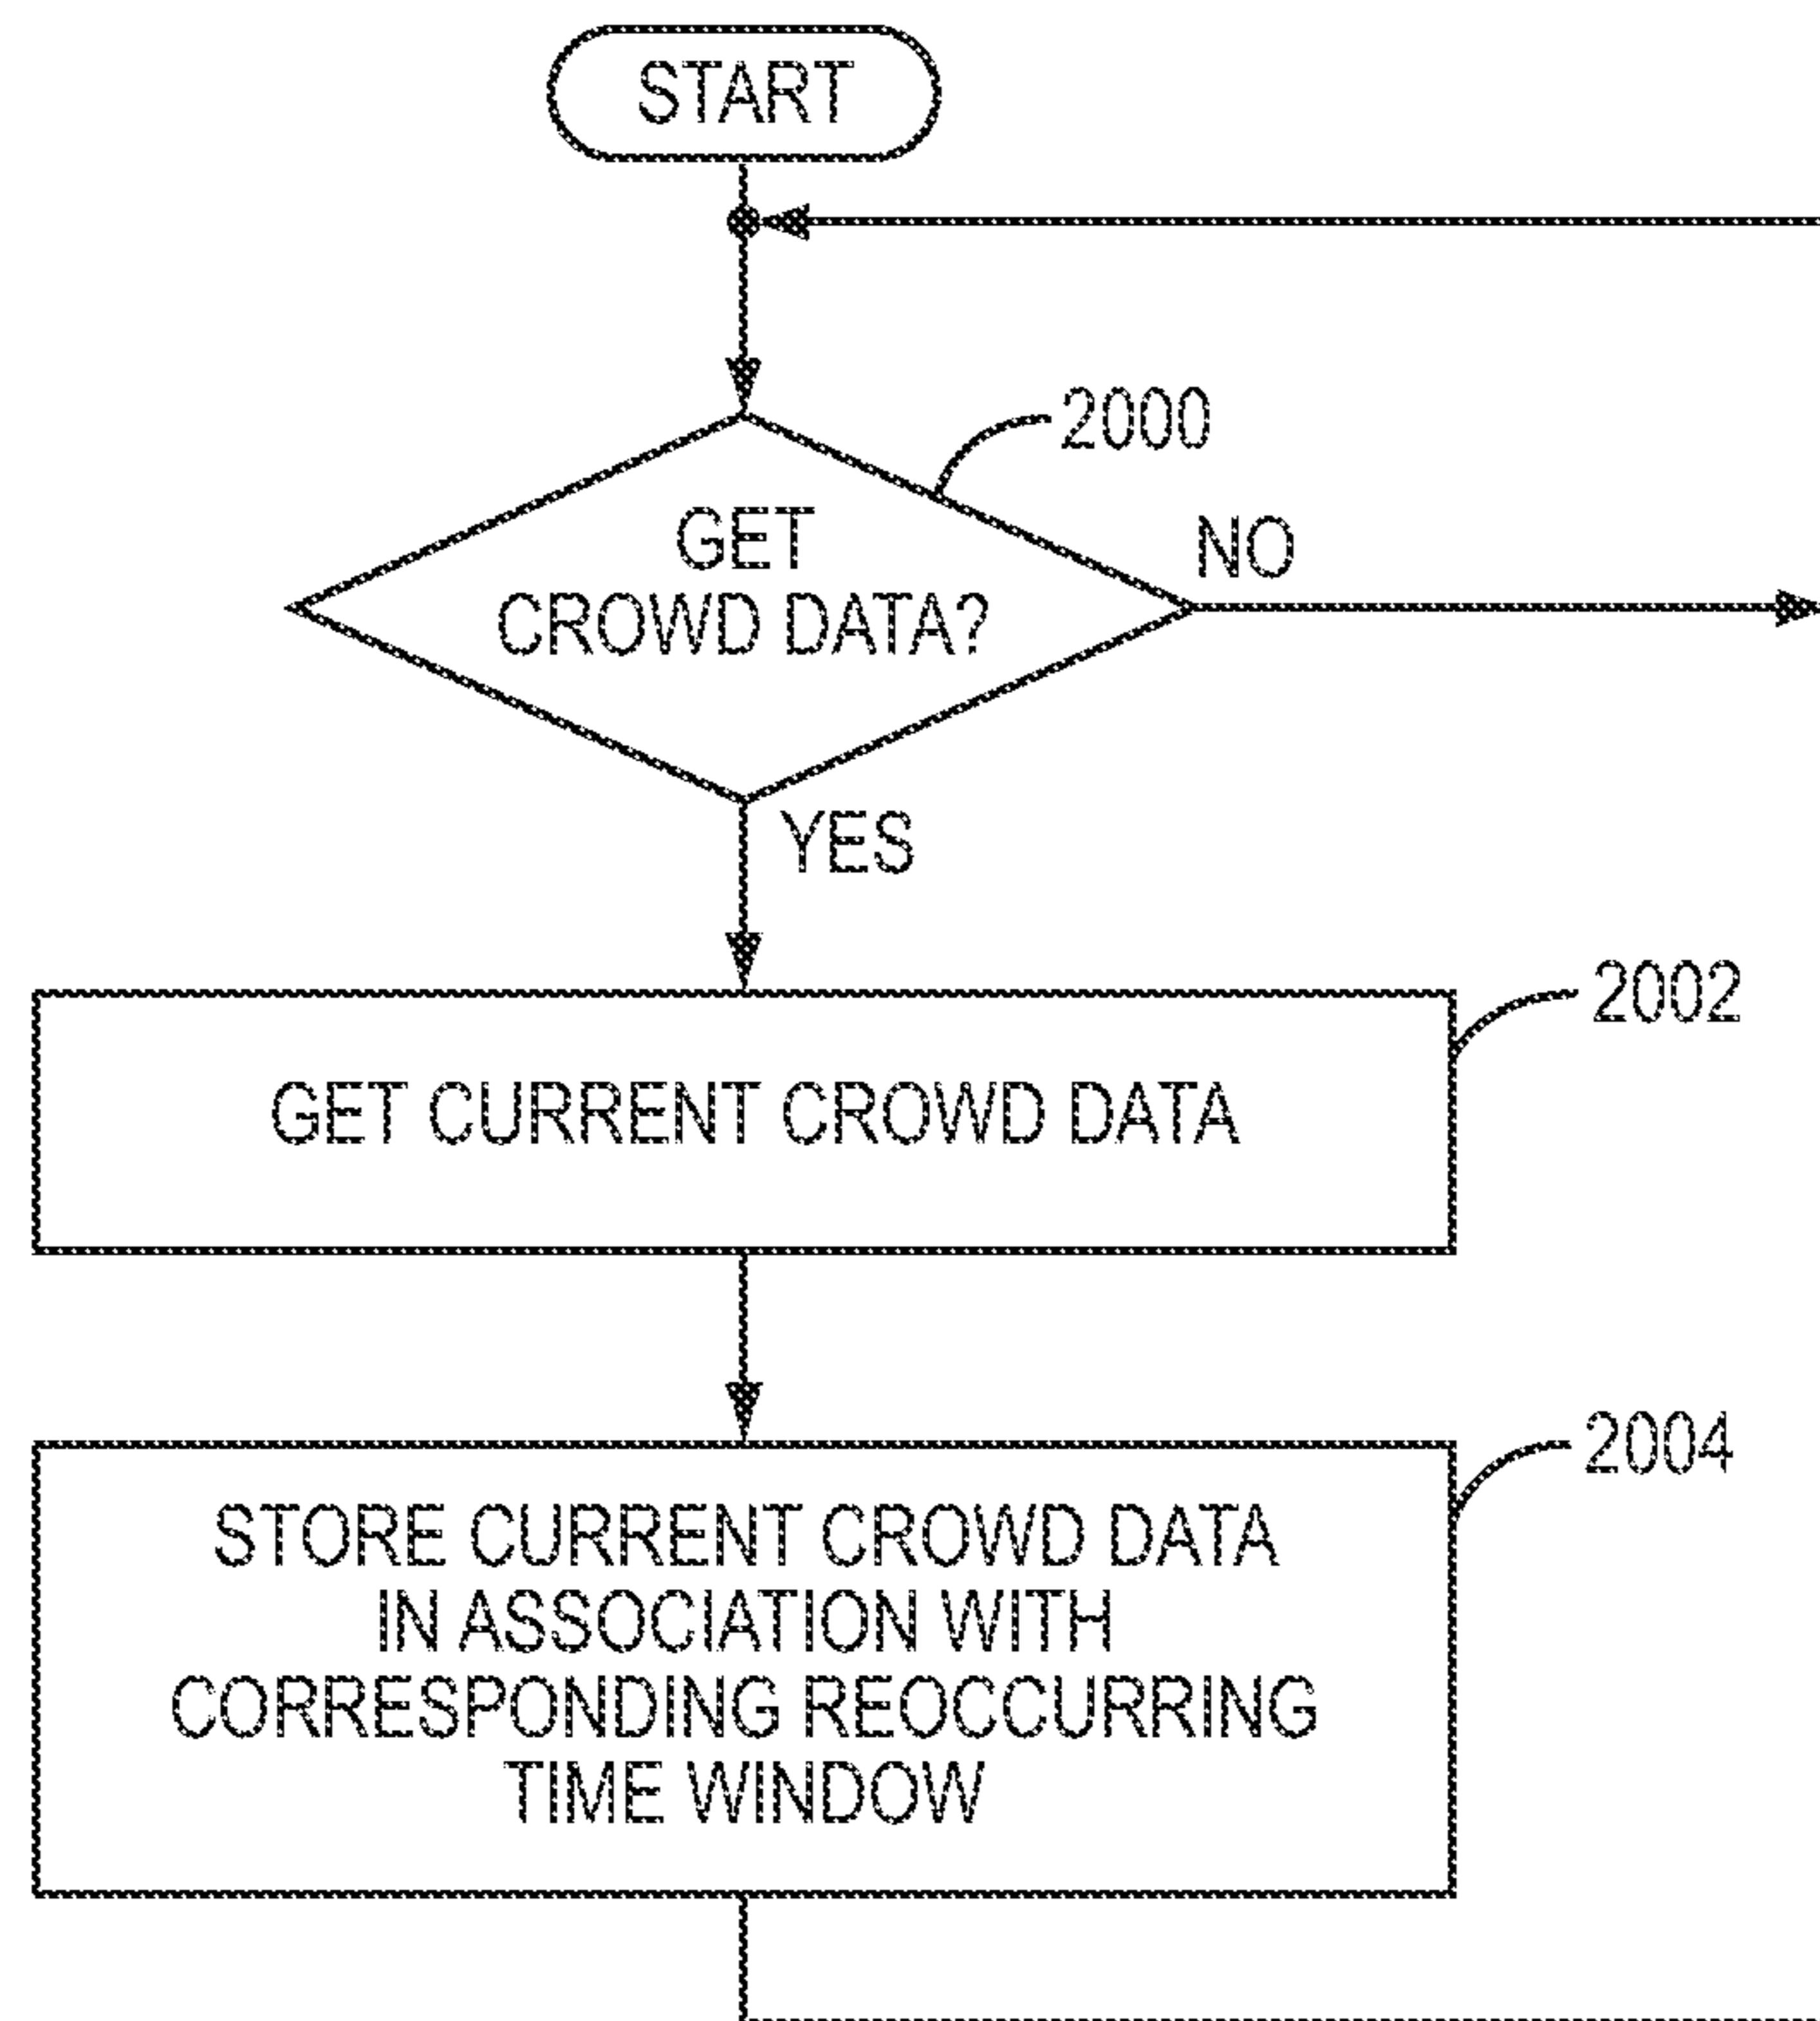 START
2000
GET
CROWD DATA?
NO
YES
2002
GET CURRENT CROWD DATA
2004
STORE CURRENT CROWD DATA
IN ASSOCIATION WITH
CORRESPONDING REOCCURRING
TIME WINDOW